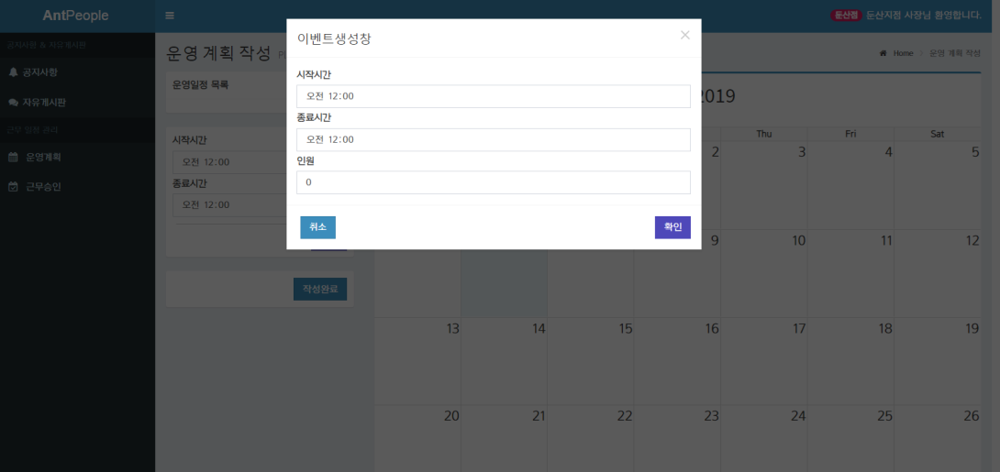 AntPeople
둔산점 둔산지점 사장님 환영합니다.
공지사항 & 자유게시판
공지사항
자유게시판
근무 일정 관리
운영계획
근무승인
운영 계획 작성
Home 운영 계획 작성
운영일정 목록
시작시간
오전 12:00
종료시간
오전 12:00
작성완료
이벤트생성창
×
시작시간
오전 12:00
종료시간
오전 12:00
인원
0
취소
확인
2019
Thu Fri Sat
2 3 4 5
9 10 11 12
13 14 15 16 17 18 19
20 21 22 23 24 25 26